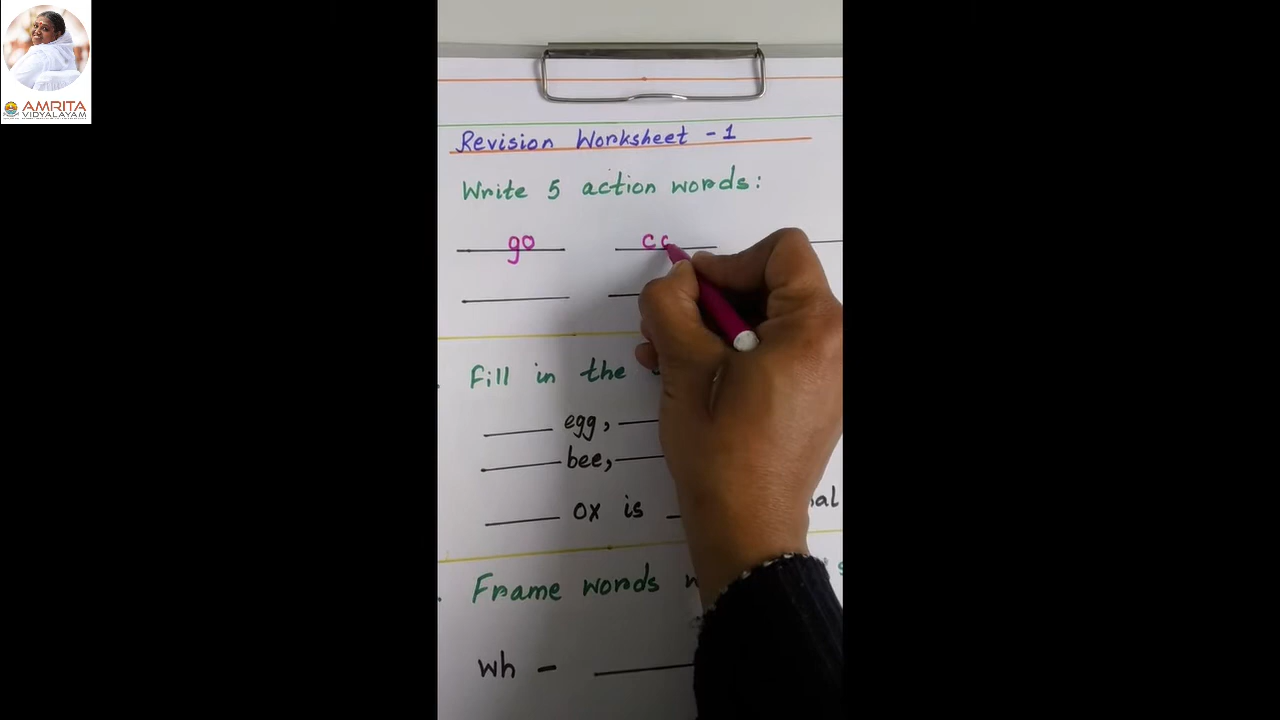 AMRITA
VIDYALAYAM
Revision Worksheet - 1
Write 5 action words:
go
Fill in the
egg,
bee,
ox is
Frame words
wh -